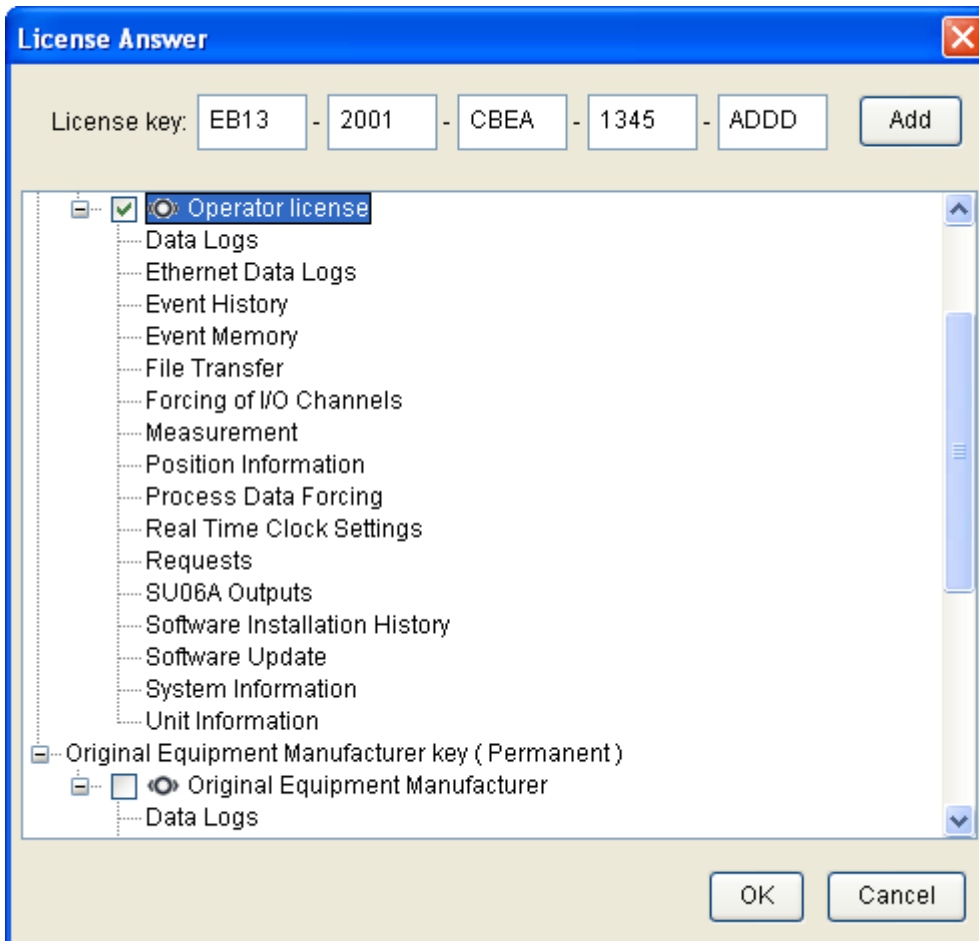 License Answer
License key: EB13 - 2001 - CBEA - 1345 - ADDD Add
Operator license
Data Logs
Ethernet Data Logs
Event History
Event Memory
File Transfer
Forcing of I/O Channels
Measurement
Position Information
Process Data Forcing
Real Time Clock Settings
Requests
SU06A Outputs
Software Installation History
Software Update
System Information
Unit Information
Original Equipment Manufacturer key ( Permanent )
Original Equipment Manufacturer
Data Logs
OK Cancel